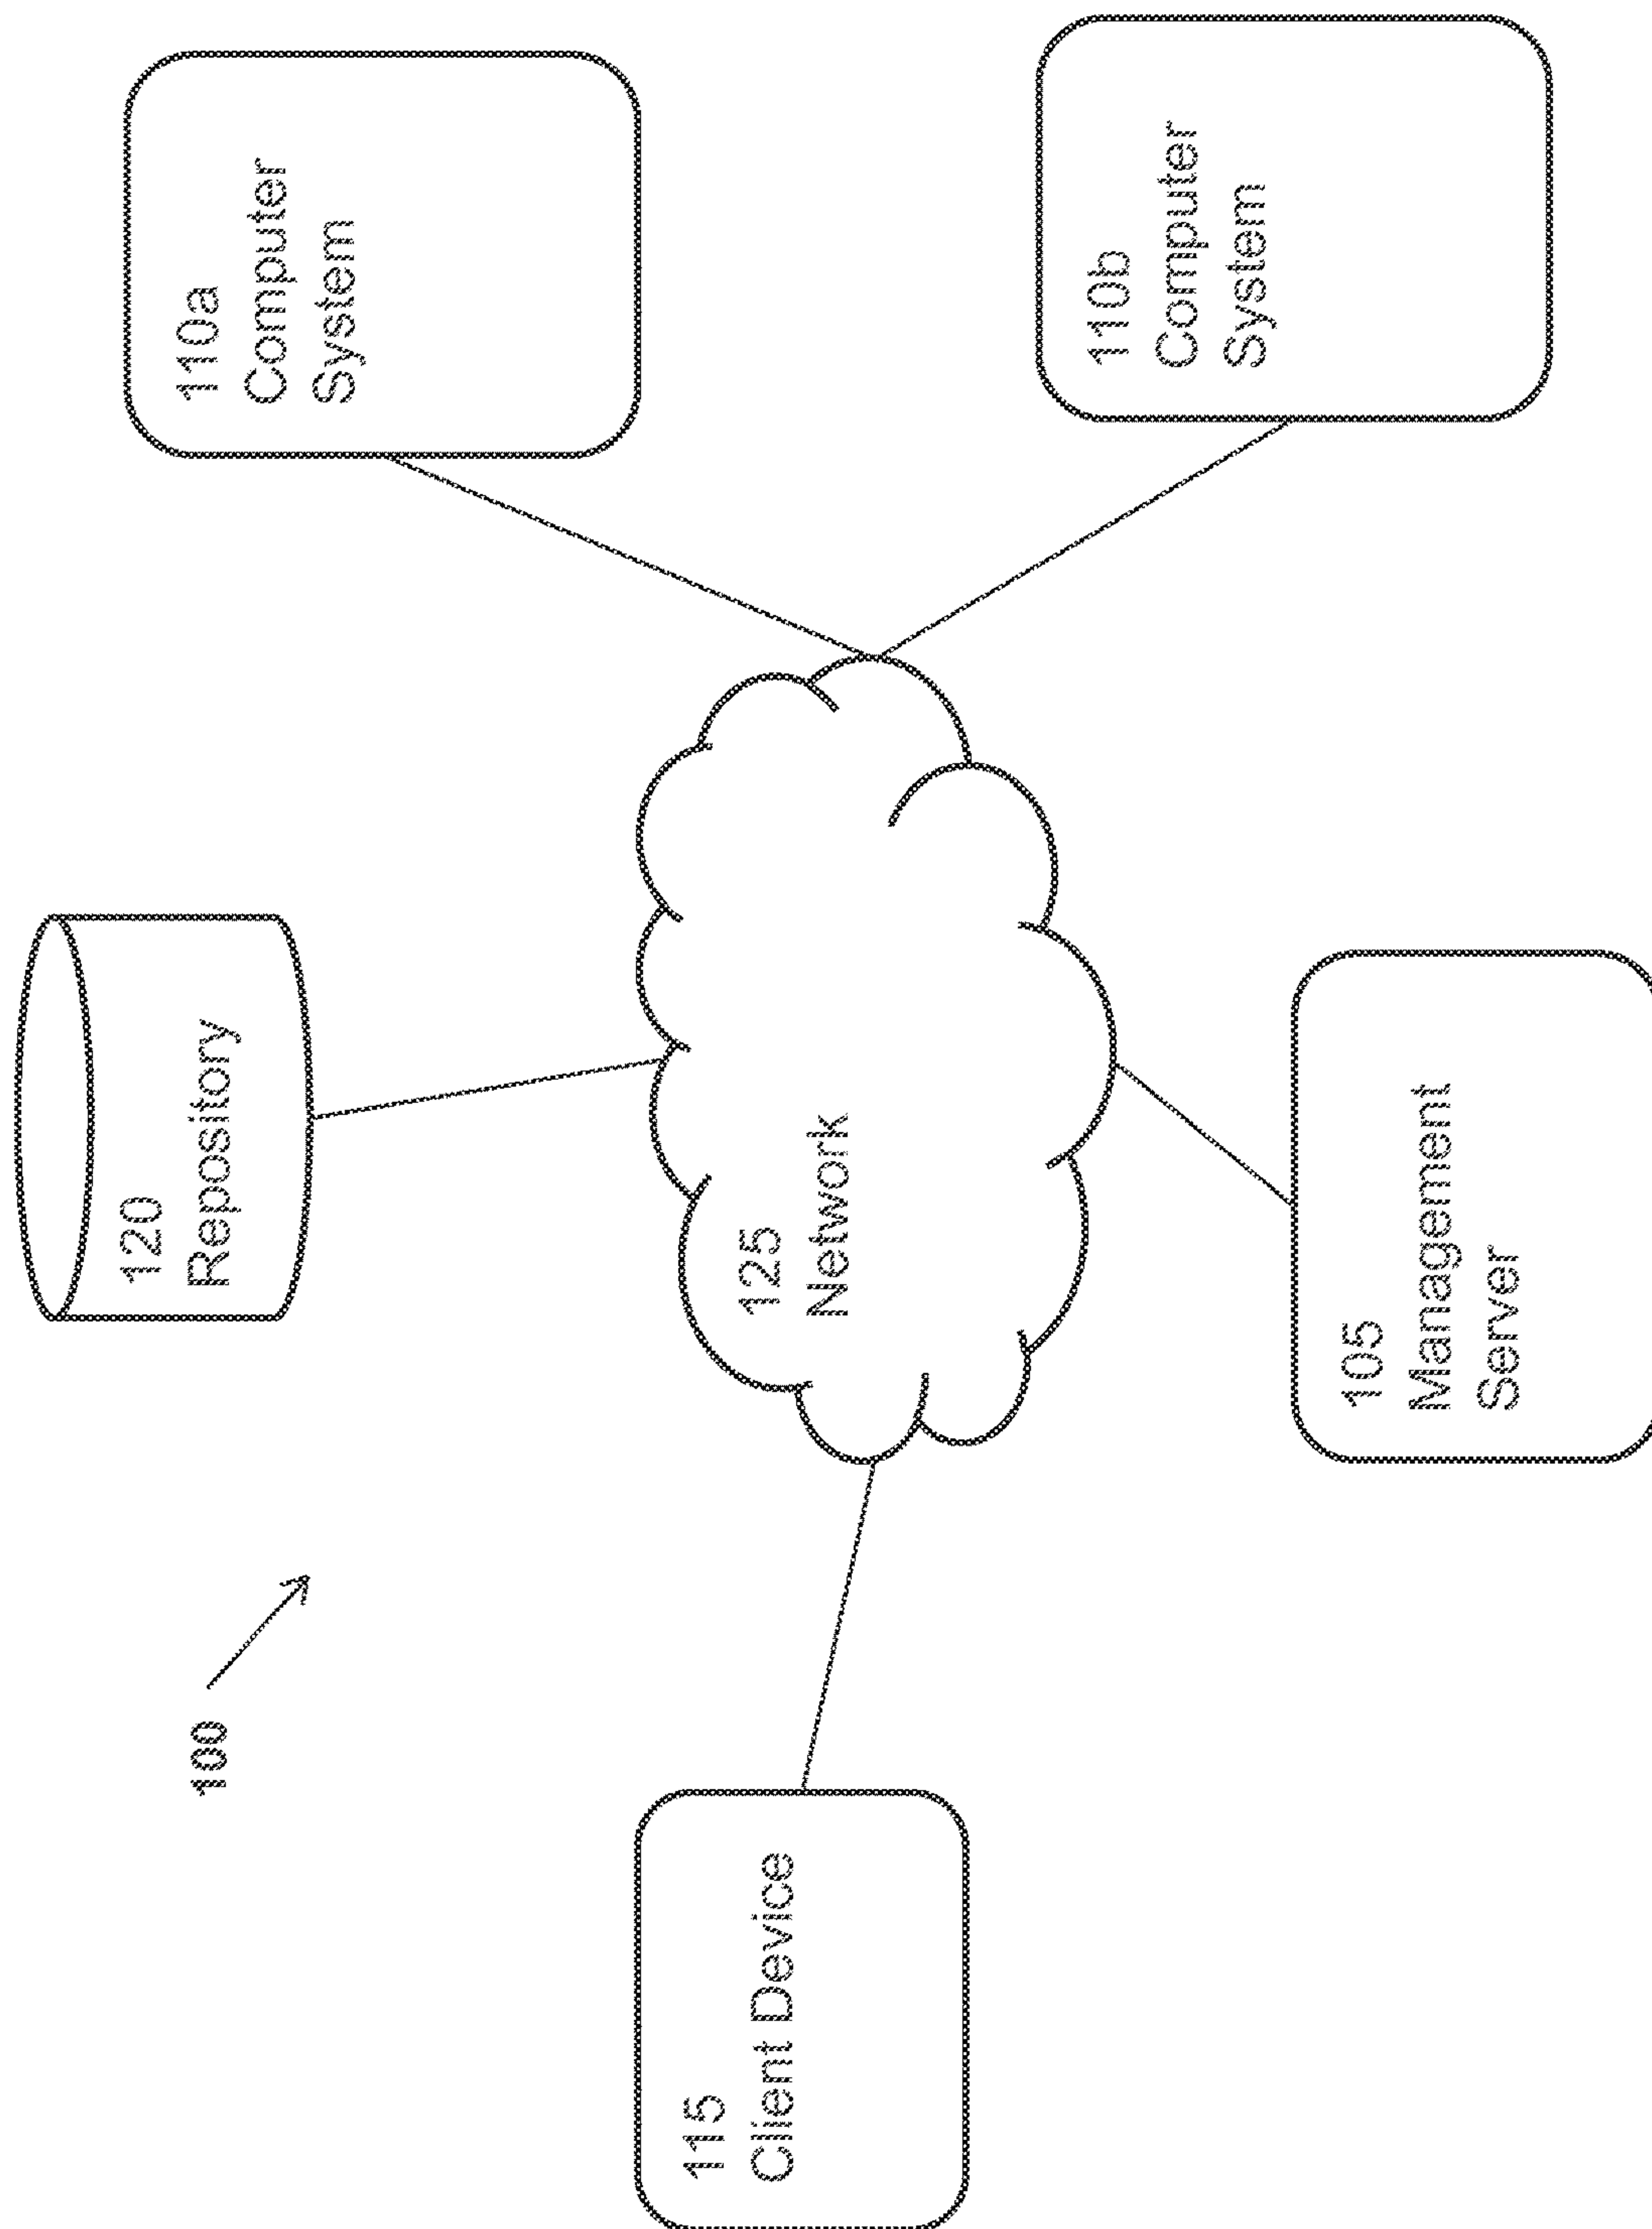 120
Repository
110a
Computer
System
100
125
Network
115
Client Device
105
Management
Server
110b
Computer
System